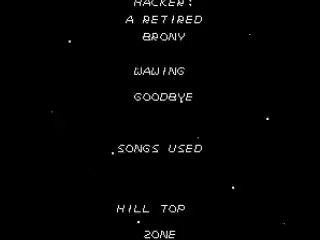 HACKER:
A RETIRED
BRONY
WAWING
GOODBYE
SONGS USED
HILL TOP
ZONE